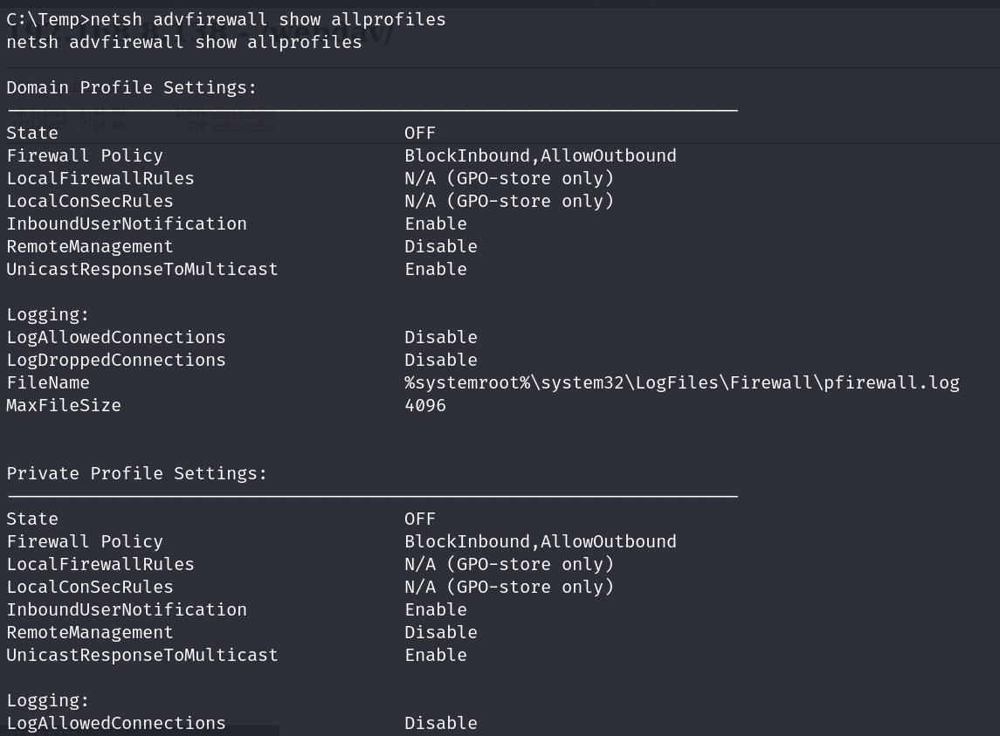 C:\Temp>netsh advfirewall show allprofiles
netsh advfirewall show allprofiles
Domain Profile Settings:
----------------------------------------------------------------------
State OFF
Firewall Policy BlockInbound,AllowOutbound
LocalFirewallRules N/A (GPO-store only)
LocalConSecRules N/A (GPO-store only)
InboundUserNotification Enable
RemoteManagement Disable
UnicastResponseToMulticast Enable
Logging:
LogAllowedConnections Disable
LogDroppedConnections Disable
FileName %systemroot%\system32\LogFiles\Firewall\pfirewall.log
MaxFileSize 4096
Private Profile Settings:
----------------------------------------------------------------------
State OFF
Firewall Policy BlockInbound,AllowOutbound
LocalFirewallRules N/A (GPO-store only)
LocalConSecRules N/A (GPO-store only)
InboundUserNotification Enable
RemoteManagement Disable
UnicastResponseToMulticast Enable
Logging:
LogAllowedConnections Disable